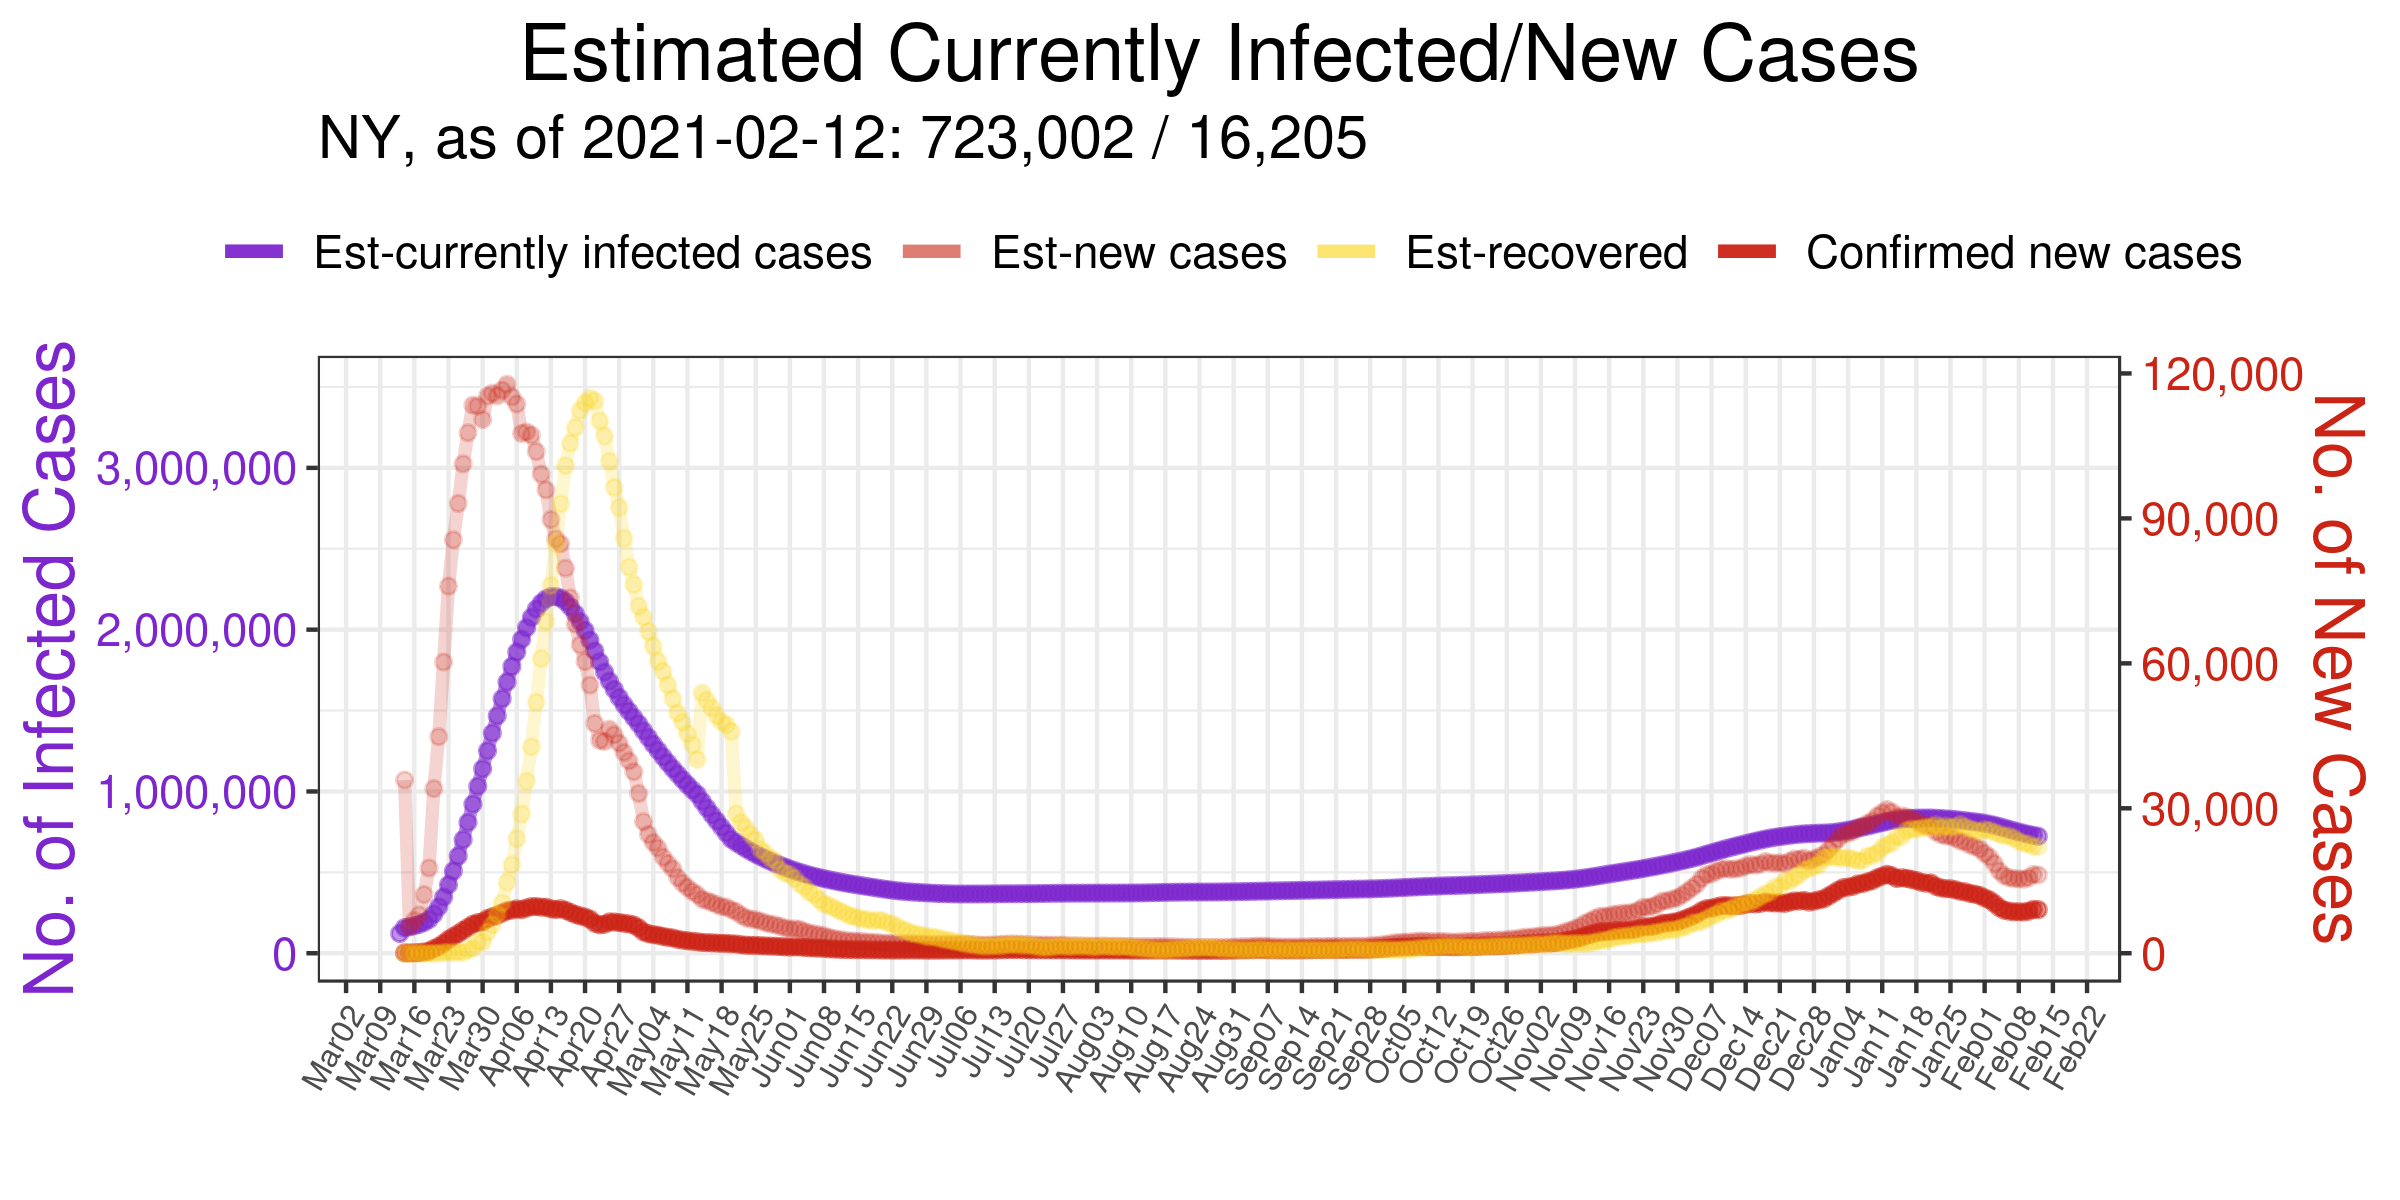 Estimated Currently Infected/New Cases
NY, as of 2021-02-12: 723,002 / 16,205
Est-currently infected cases Est-new cases Est-recovered Confirmed new cases
No. of Infected Cases
3,000,000
2,000,000
1,000,000
0
120,000
90,000
60,000
30,000
0
No. of New Cases
Mar02 Mar09 Mar16 Mar23 Mar30 Apr06 Apr13 Apr20 Apr27 May04 May11 May18 May25 Jun01 Jun08 Jun15 Jun22 Jun29 Jul06 Jul13 Jul20 Jul27 Aug03 Aug10 Aug17 Aug24 Aug31 Sep07 Sep14 Sep21 Sep28 Oct05 Oct12 Oct19 Oct26 Nov02 Nov09 Nov16 Nov23 Nov30 Dec07 Dec14 Dec21 Dec28 Jan04 Jan11 Jan18 Jan25 Feb01 Feb08 Feb15 Feb22